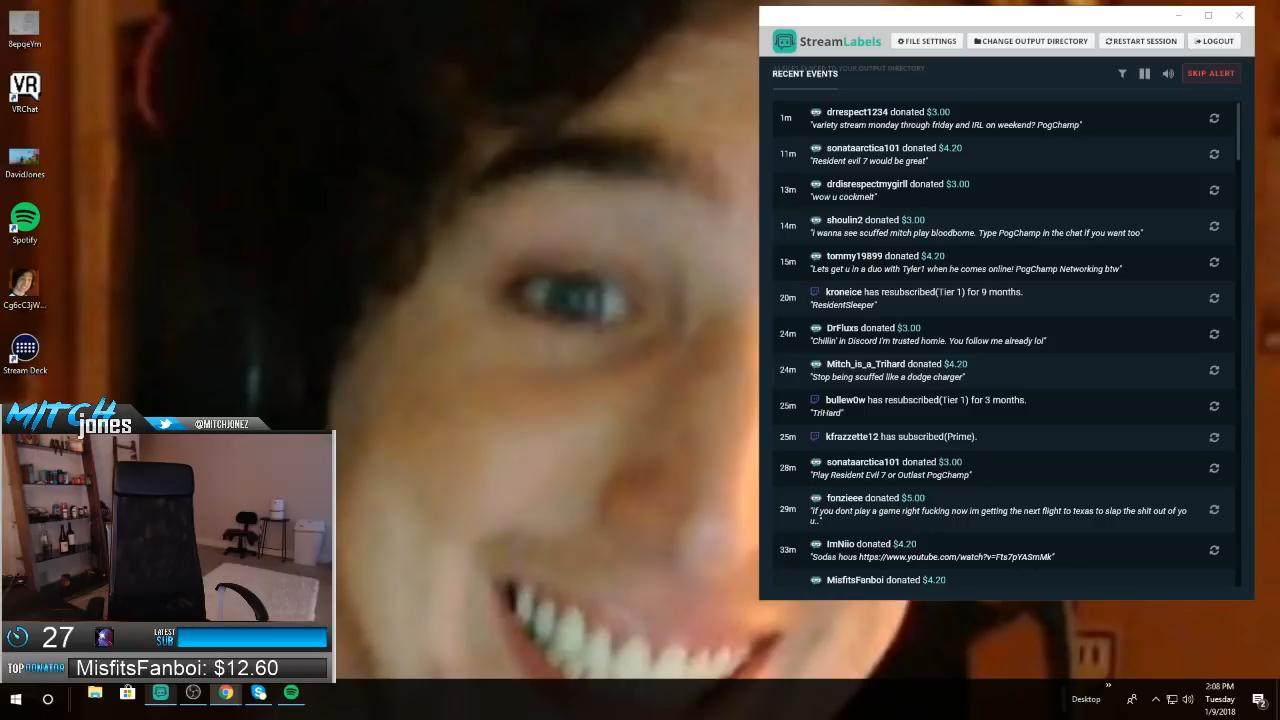 8epqeYm
VR
VRChat
DavidJones
Spotify
Cg6cC3jW...
Stream Deck
StreamLabels
FILE SETTINGS
CHANGE OUTPUT DIRECTORY
RESTART SESSION
LOGOUT
RECENT EVENTS
SKIP ALERT
1m
drrespect1234 donated $3.00
"variety stream monday through friday and IRL on weekend? PogChamp"
11m
sonataarctica101 donated $4.20
"Resident evil 7 would be great"
13m
drdisrespectmygirll donated $3.00
"wow u cockmelt"
14m
shoulin2 donated $3.00
"I wanna see scuffed mitch play bloodborne. Type PogChamp in the chat if you want too"
15m
tommy19899 donated $4.20
"Lets get u in a duo with Tyler1 when he comes online! PogChamp Networking btw"
20m
kroneice has resubscribed(Tier 1) for 9 months.
"ResidentSleeper"
24m
DrFluxs donated $3.00
"Chillin' in Discord I'm trusted homie. You follow me already lol"
24m
Mitch_is_a_Trihard donated $4.20
"Stop being scuffed like a dodge charger"
25m
bullew0w has resubscribed(Tier 1) for 3 months.
"TriHard"
25m
kfrazzette12 has subscribed(Prime).
28m
sonataarctica101 donated $3.00
"Play Resident Evil 7 or Outlast PogChamp"
29m
fonzieee donated $5.00
"if you dont play a game right fucking now im getting the next flight to texas to slap the shit out of yo
u.."
33m
ImNiio donated $4.20
"Sodas hous https://www.youtube.com/watch?v=Fts7pYASmMk"
MisfitsFanboi donated $4.20
MITCH
jones
@MITCHJONEZ
27
LATEST
SUB
TOP DONATOR
MisfitsFanboi: $12.60
Desktop
2:08 PM
Tuesday
1/9/2018
2